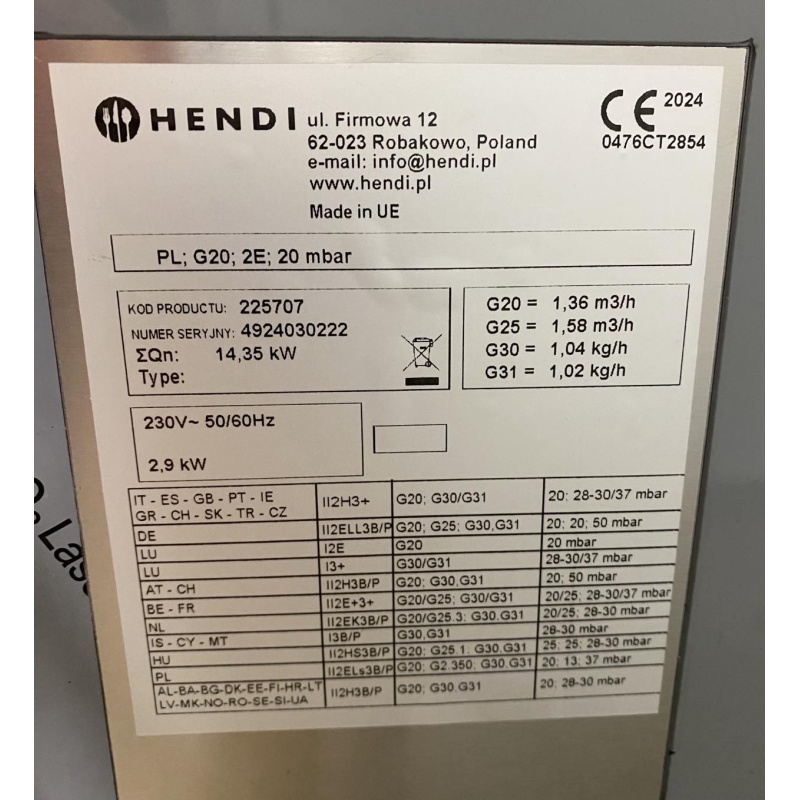 HENDI
ul. Firmowa 12
62-023 Robakowo, Poland
e-mail: info@hendi.pl
www.hendi.pl
Made in UE
CE 2024
0476CT2854
PL; G20; 2E; 20 mbar
KOD PRODUCTU: 225707
NUMER SERYJNY: 4924030222
ΣQn: 14,35 kW
Type:
G20 = 1,36 m3/h
G25 = 1,58 m3/h
G30 = 1,04 kg/h
G31 = 1,02 kg/h
230V~ 50/60Hz
2,9 kW
IT - ES - GB - PT - IE
GR - CH - SK - TR - CZ II2H3+ G20; G30/G31 20; 28-30/37 mbar
DE II2ELL3B/P G20; G25; G30,G31 20; 20; 50 mbar
LU I2E G20 20 mbar
LU I3+ G30/G31 28-30/37 mbar
AT - CH II2H3B/P G20; G30,G31 20; 50 mbar
BE - FR II2E+3+ G20/G25; G30/G31 20/25; 28-30/37 mbar
NL II2EK3B/P G20/G25.3; G30.G31 20/25; 28-30 mbar
IS - CY - MT I3B/P G30,G31 28-30 mbar
HU II2HS3B/P G20; G25.1; G30.G31 25; 25; 28-30 mbar
PL II2ELs3B/P G20; G2.350; G30,G31 20; 13; 37 mbar
AL-BA-BG-DK-EE-FI-HR-LT
LV-MK-NO-RO-SE-SI-UA II2H3B/P G20; G30.G31 20; 28-30 mbar